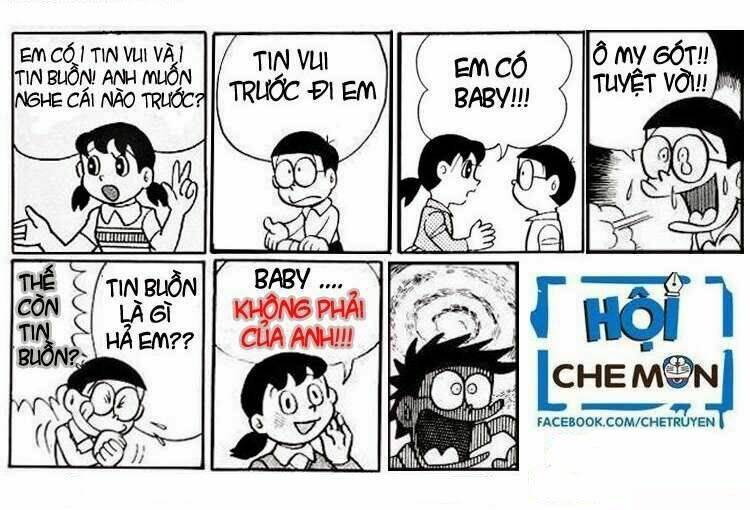 EM CÓ 1 TIN VUI VÀ 1
TIN BUỒN! ANH MUỐN
NGHE CÁI NÀO TRƯỚC?
TIN VUI
TRƯỚC ĐI EM
EM CÓ
BABY!!!
Ô MY GÓT!!
TUYỆT VỜI!!!
THẾ
CÒN
TIN
BUỒN?
TIN BUỒN
LÀ GÌ
HẢ EM??
BABY ....
KHÔNG PHẢI
CỦA ANH!!!
HỘI
CHE MON
FACEBOOK.COM/CHETRUYEN